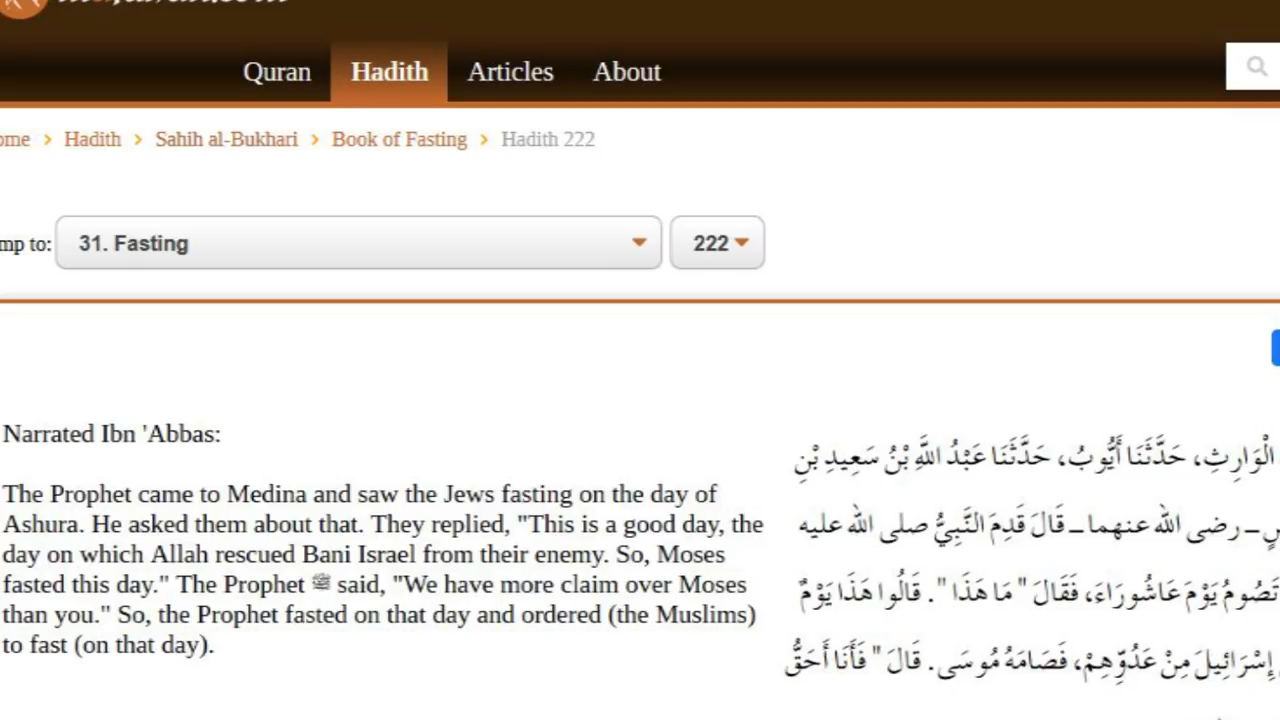 Quran Hadith Articles About
Hadith > Sahih al-Bukhari > Book of Fasting > Hadith 222
to: 31. Fasting 222
Narrated Ibn 'Abbas:
The Prophet came to Medina and saw the Jews fasting on the day of
Ashura. He asked them about that. They replied, "This is a good day, the
day on which Allah rescued Bani Israel from their enemy. So, Moses
fasted this day." The Prophet ﷺ said, "We have more claim over Moses
than you." So, the Prophet fasted on that day and ordered (the Muslims)
to fast (on that day).
الْوَارِثِ، حَدَّثَنَا أَيُّوبُ، حَدَّثَنَا عَبْدُ اللَّهِ بْنُ سَعِيدِ بْنِ
ـ رضى الله عنهما ـ قَالَ قَدِمَ النَّبِيُّ صلى الله عليه
تَصُومُ يَوْمَ عَاشُورَاءَ، فَقَالَ " مَا هَذَا ". قَالُوا هَذَا يَوْمٌ
إِسْرَائِيلَ مِنْ عَدُوِّهِمْ، فَصَامَهُ مُوسَى. قَالَ " فَأَنَا أَحَقُّ